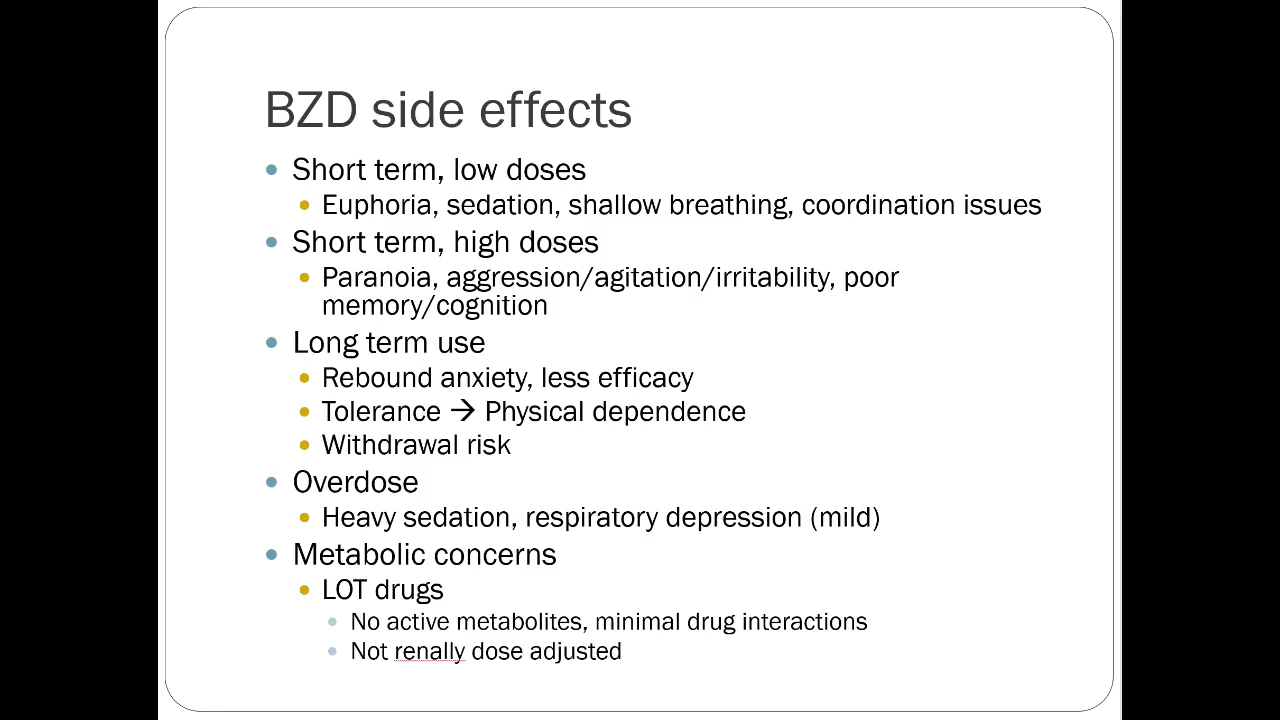 BZD side effects
Short term, low doses
Euphoria, sedation, shallow breathing, coordination issues
Short term, high doses
Paranoia, aggression/agitation/irritability, poor
memory/cognition
Long term use
Rebound anxiety, less efficacy
Tolerance → Physical dependence
Withdrawal risk
Overdose
Heavy sedation, respiratory depression (mild)
Metabolic concerns
LOT drugs
No active metabolites, minimal drug interactions
Not renally dose adjusted